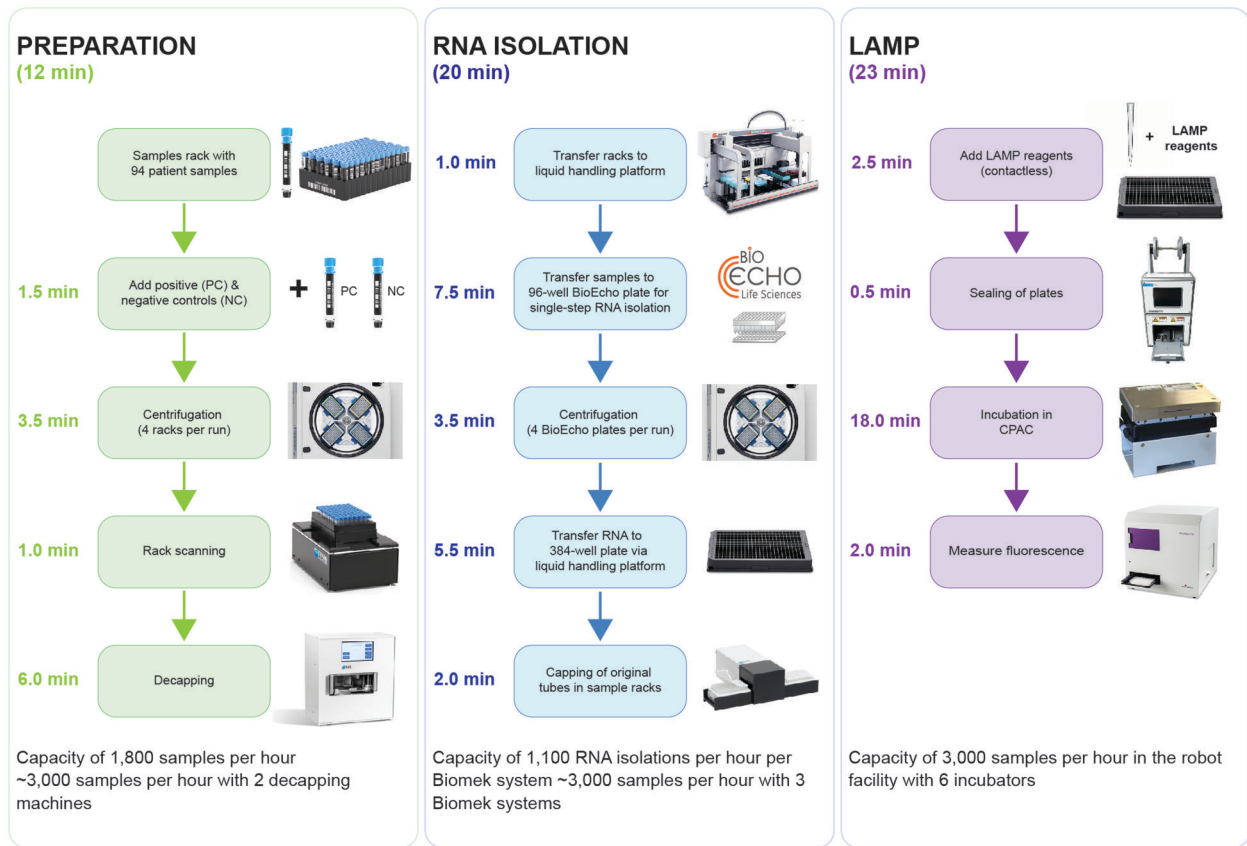 PREPARATION
(12 min)
Samples rack with
94 patient samples
1.5 min
Add positive (PC) &
negative controls (NC)
+
PC
NC
3.5 min
Centrifugation
(4 racks per run)
1.0 min
Rack scanning
6.0 min
Decapping
Capacity of 1,800 samples per hour
~3,000 samples per hour with 2 decapping
machines
RNA ISOLATION
(20 min)
1.0 min
Transfer racks to
liquid handling platform
7.5 min
Transfer samples to
96-well BioEcho plate for
single-step RNA isolation
BIO
ECHO
Life Sciences
3.5 min
Centrifugation
(4 BioEcho plates per run)
5.5 min
Transfer RNA to
384-well plate via
liquid handling platform
2.0 min
Capping of original
tubes in sample racks
Capacity of 1,100 RNA isolations per hour per
Biomek system ~3,000 samples per hour with 3
Biomek systems
LAMP
(23 min)
2.5 min
Add LAMP reagents
(contactless)
+ LAMP
reagents
0.5 min
Sealing of plates
18.0 min
Incubation in
CPAC
2.0 min
Measure fluorescence
Capacity of 3,000 samples per hour in the robot
facility with 6 incubators